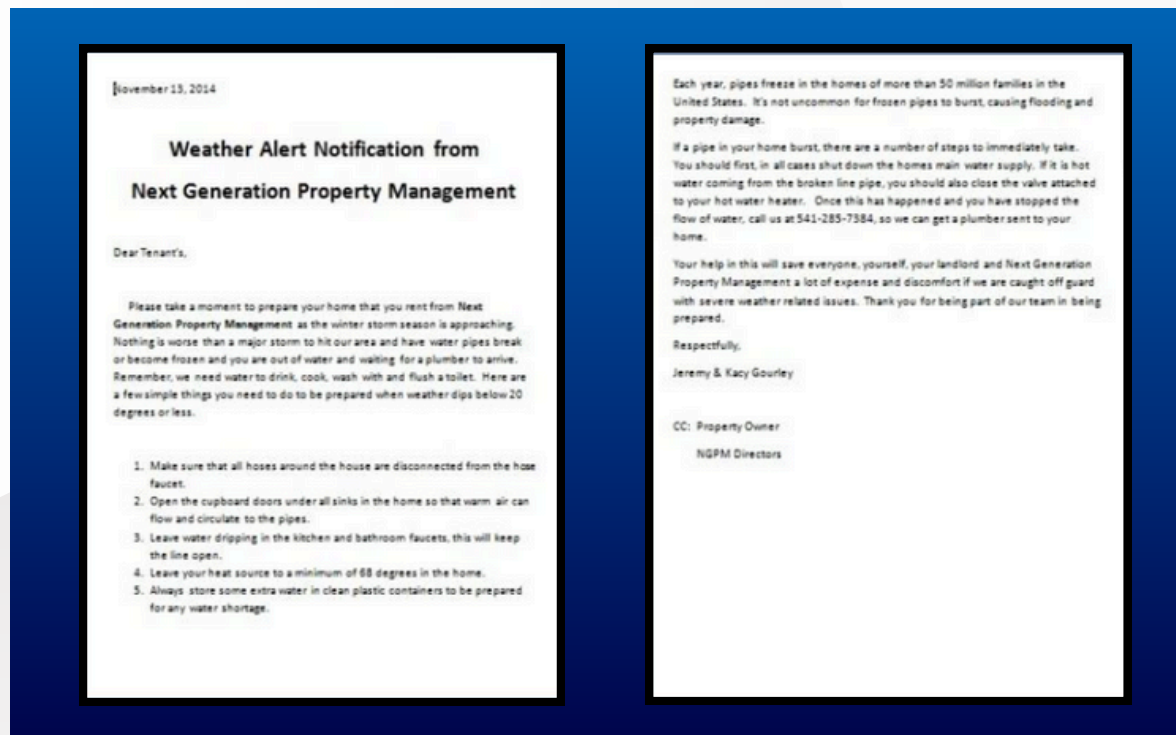 November 13, 2014
Weather Alert Notification from
Next Generation Property Management
Dear Tenant's,
Please take a moment to prepare your home that you rent from Next
Generation Property Management as the winter storm season is approaching.
Nothing is worse than a major storm to hit our area and have water pipes break
or become frozen and you are out of water and waiting for a plumber to arrive.
Remember, we need water to drink, cook, wash with and flush a toilet. Here are
a few simple things you need to do to be prepared when weather dips below 20
degrees or less.
1. Make sure that all hoses around the house are disconnected from the hose
faucet.
2. Open the cupboard doors under all sinks in the home so that warm air can
flow and circulate to the pipes.
3. Leave water dripping in the kitchen and bathroom faucets, this will keep
the line open.
4. Leave your heat source to a minimum of 68 degrees in the home.
5. Always store some extra water in clean plastic containers to be prepared
for any water shortage.
Each year, pipes freeze in the homes of more than 50 million families in the
United States. It's not uncommon for frozen pipes to burst, causing flooding and
property damage.
If a pipe in your home burst, there are a number of steps to immediately take.
You should first, in all cases shut down the homes main water supply. If it is hot
water coming from the broken line pipe, you should also close the valve attached
to your hot water heater. Once this has happened and you have stopped the
flow of water, call us at 541-285-7384, so we can get a plumber sent to your
home.
Your help in this will save everyone, yourself, your landlord and Next Generation
Property Management a lot of expense and discomfort if we are caught off guard
with severe weather related issues. Thank you for being part of our team in being
prepared.
Respectfully,
Jeremy & Kacy Gourley
CC: Property Owner
NGPM Directors